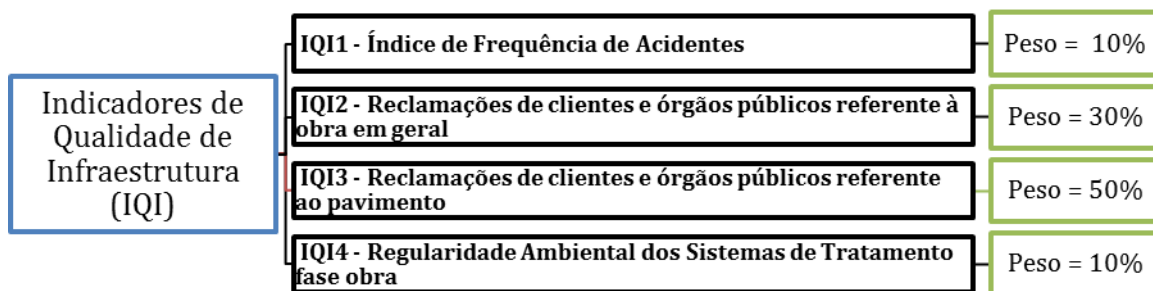 Indicadores de
Qualidade de
Infraestrutura
(IQI)
IQI1 - Índice de Frequência de Acidentes
Peso = 10%
IQI2 - Reclamações de clientes e órgãos públicos referente à
obra em geral
Peso = 30%
IQI3 - Reclamações de clientes e órgãos públicos referente
ao pavimento
Peso = 50%
IQI4 - Regularidade Ambiental dos Sistemas de Tratamento
fase obra
Peso = 10%